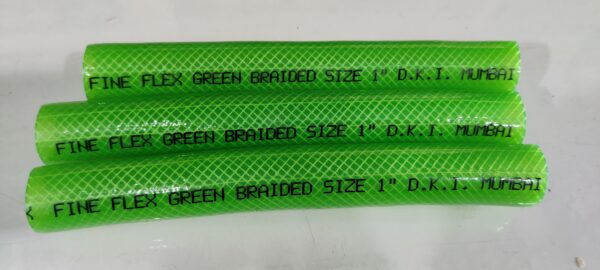 FINE FLEX GREEN BRAIDED SIZE 1" D.K.I. MUMBAI
FINE FLEX GREEN BRAIDED SIZE 1" D.K.I. MUMBAI
X FINE FLEX GREEN BRAIDED SIZE 1" D.K.I. MUMBAI